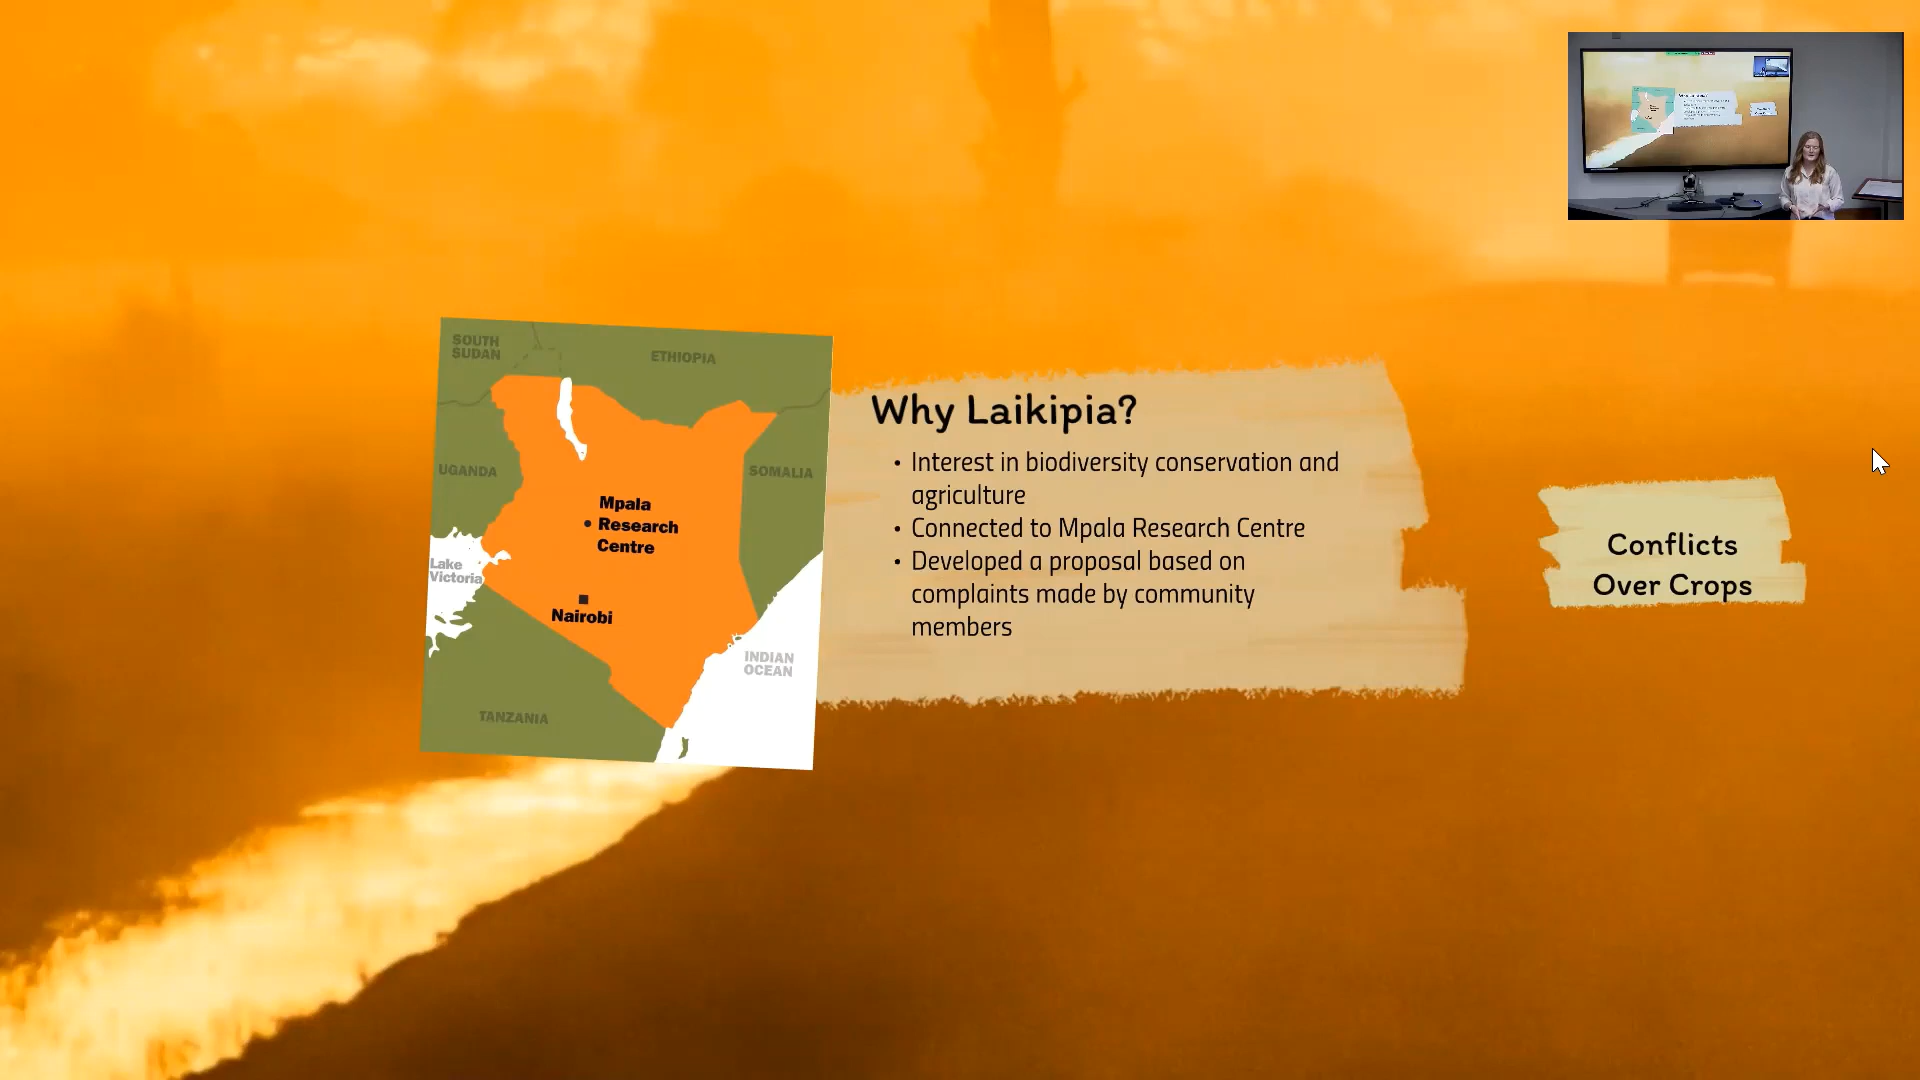 SOUTH
SUDAN
ETHIOPIA
UGANDA
SOMALIA
Mpala
Research
Centre
Lake
Victoria
Nairobi
INDIAN
OCEAN
TANZANIA
Why Laikipia?
• Interest in biodiversity conservation and
agriculture
• Connected to Mpala Research Centre
• Developed a proposal based on
complaints made by community
members
Conflicts
Over Crops